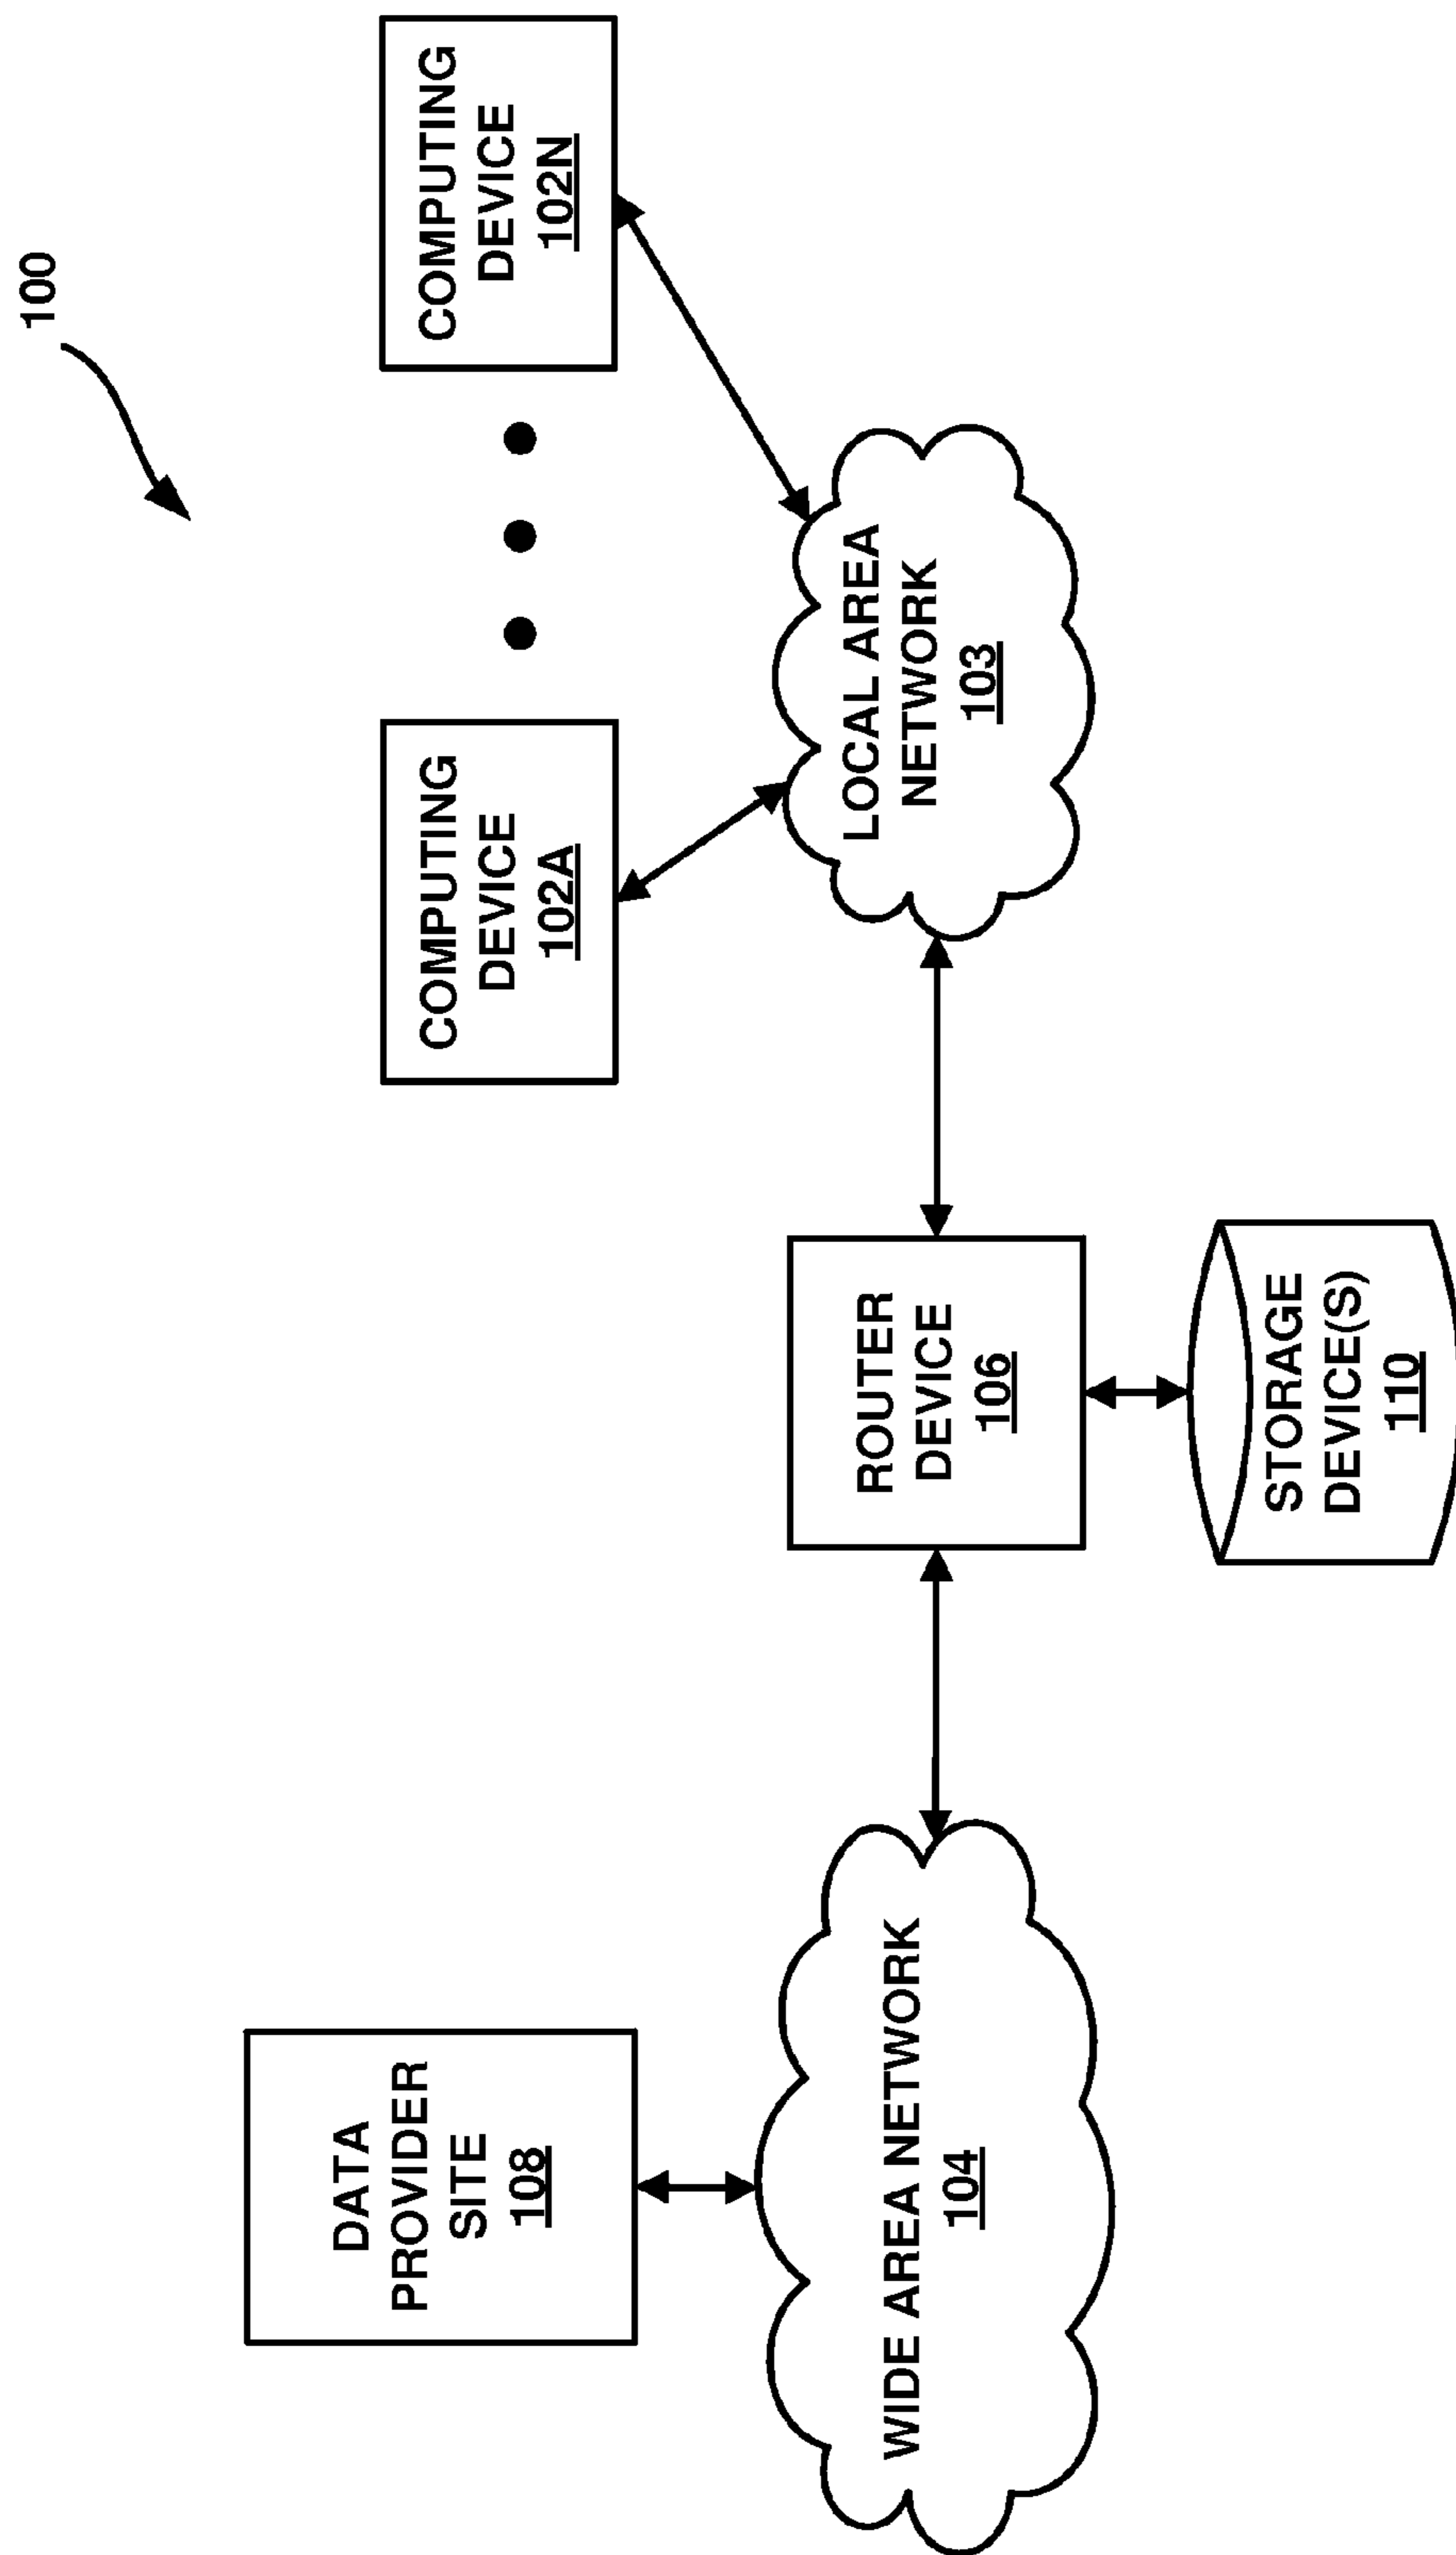 100
DATA
PROVIDER
SITE
108
COMPUTING
DEVICE
102A
COMPUTING
DEVICE
102N
WIDE AREA NETWORK
104
ROUTER
DEVICE
106
LOCAL AREA
NETWORK
103
STORAGE
DEVICE(S)
110